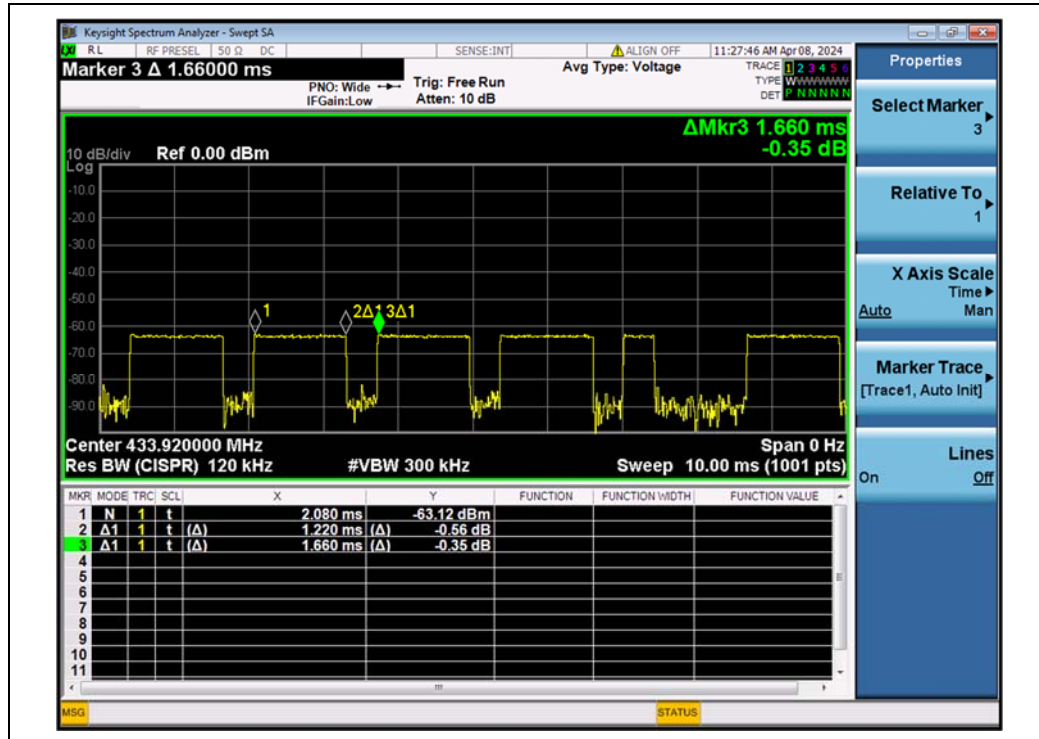 Keysight Spectrum Analyzer - Swept SA
RL RF PRESEL 50 Ω DC SENSE:INT ALIGN OFF 11:27:46 AM Apr 08, 2024
Marker 3 Δ 1.66000 ms
PNO: Wide
IFGain:Low
Trig: Free Run
Atten: 10 dB
Avg Type: Voltage
TRACE 1 2 3 4 5 6
TYPE WWWWWW
DET P N N N N N
ΔMkr3 1.660 ms
-0.35 dB
10 dB/div Ref 0.00 dBm
Log
-10.0
-20.0
-30.0
-40.0
-50.0
-60.0
-70.0
-80.0
-90.0
1
2Δ1
3Δ1
Center 433.920000 MHz Span 0 Hz
Res BW (CISPR) 120 kHz #VBW 300 kHz Sweep 10.00 ms (1001 pts)
MKR MODE TRC SCL X Y FUNCTION FUNCTION WIDTH FUNCTION VALUE
1 N 1 t 2.080 ms -63.12 dBm
2 Δ1 1 t (Δ) 1.220 ms (Δ) -0.56 dB
3 Δ1 1 t (Δ) 1.660 ms (Δ) -0.35 dB
4
5
6
7
8
9
10
11
MSG STATUS
Properties
Select Marker
3
Relative To
1
X Axis Scale
Time
Auto Man
Marker Trace
[Trace1, Auto Init]
Lines
On Off